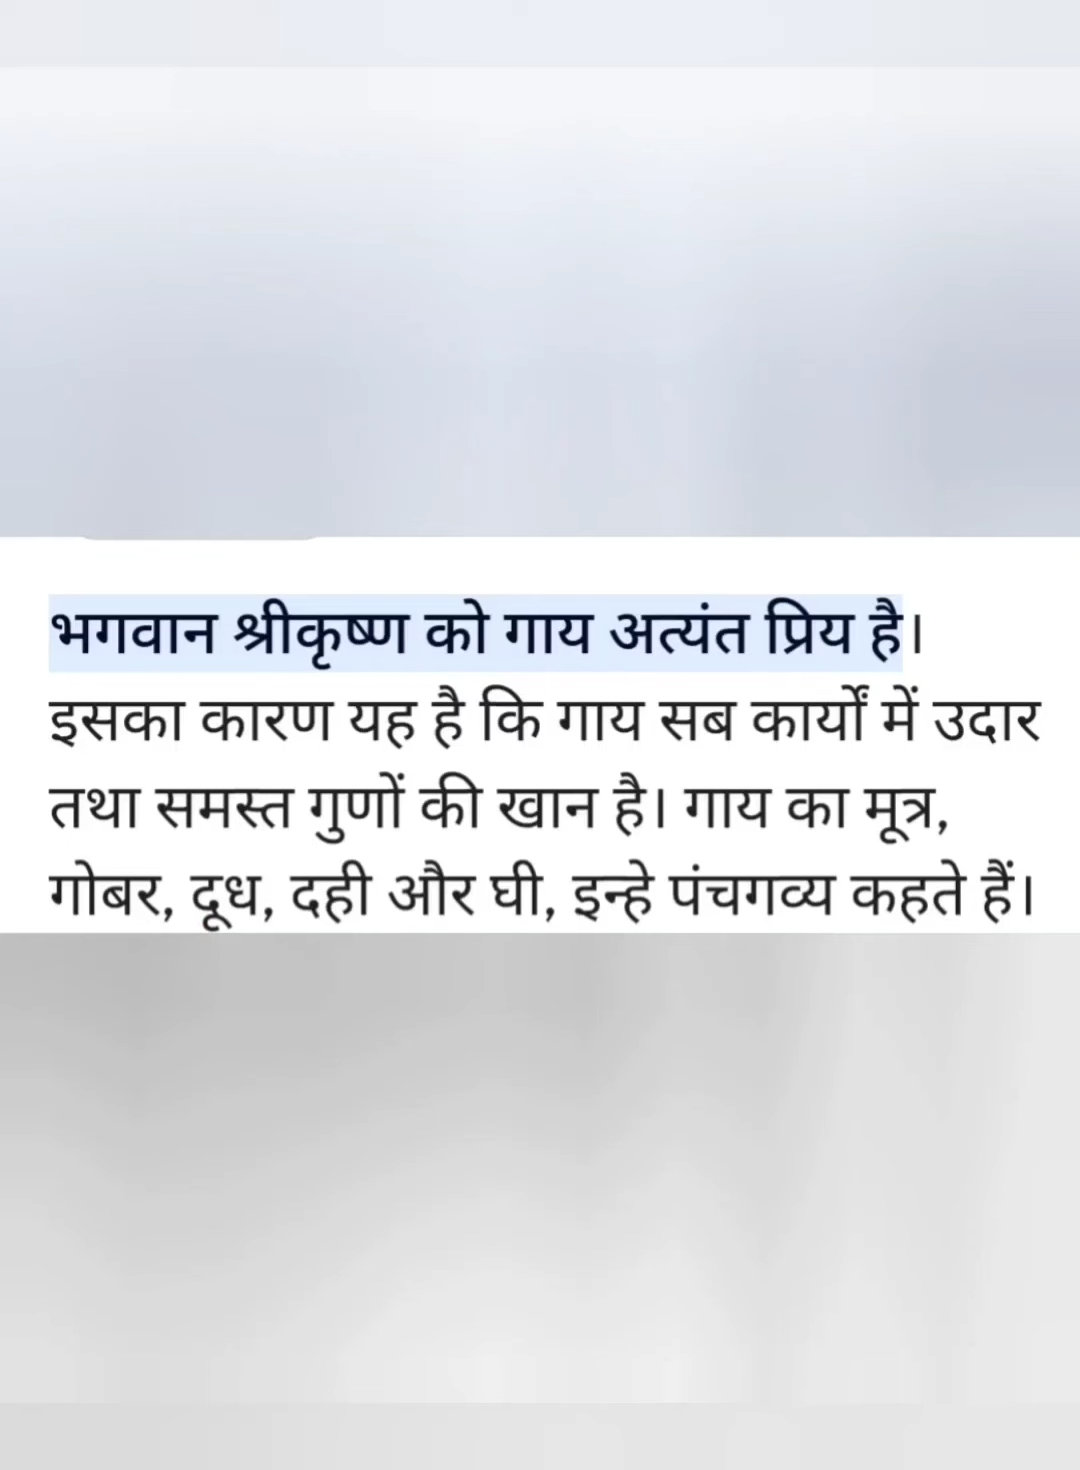 भगवान श्रीकृष्ण को गाय अत्यंत प्रिय है।
इसका कारण यह है कि गाय सब कार्यों में उदार
तथा समस्त गुणों की खान है। गाय का मूत्र,
गोबर, दूध, दही और घी, इन्हे पंचगव्य कहते हैं।